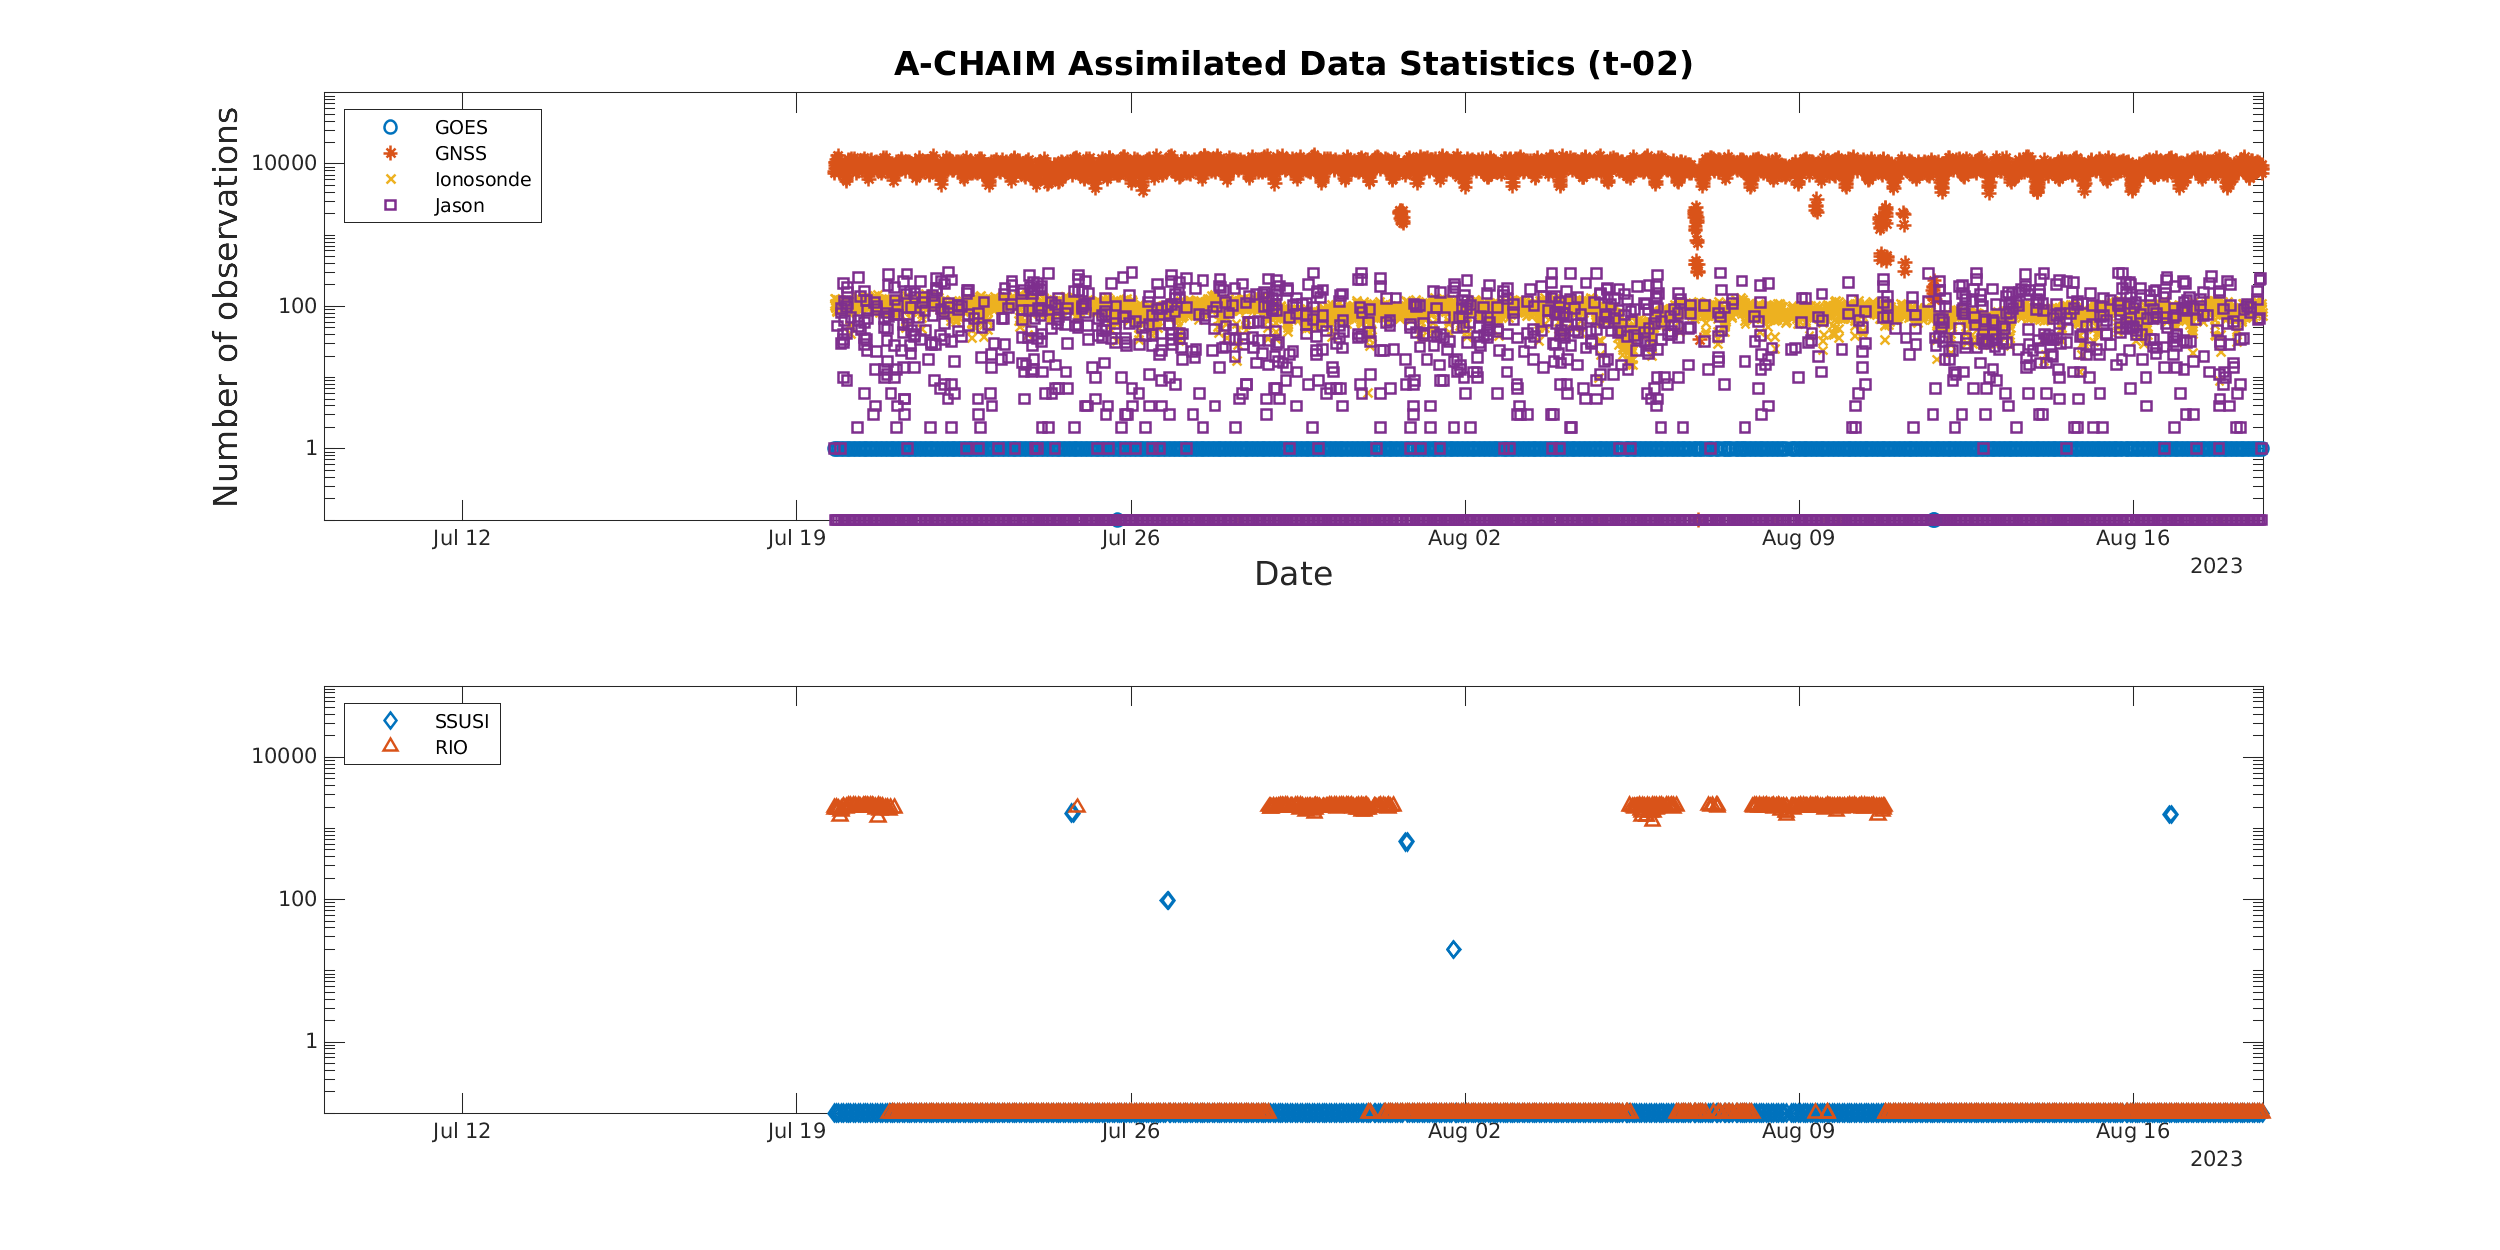 A-CHAIM Assimilated Data Statistics (t-02)
Number of observations
10000
100
1
GOES
GNSS
Ionosonde
Jason
Jul 12 Jul 19 Jul 26 Aug 02 Aug 09 Aug 16
2023
Date
10000
100
1
SSUSI
RIO
Jul 12 Jul 19 Jul 26 Aug 02 Aug 09 Aug 16
2023